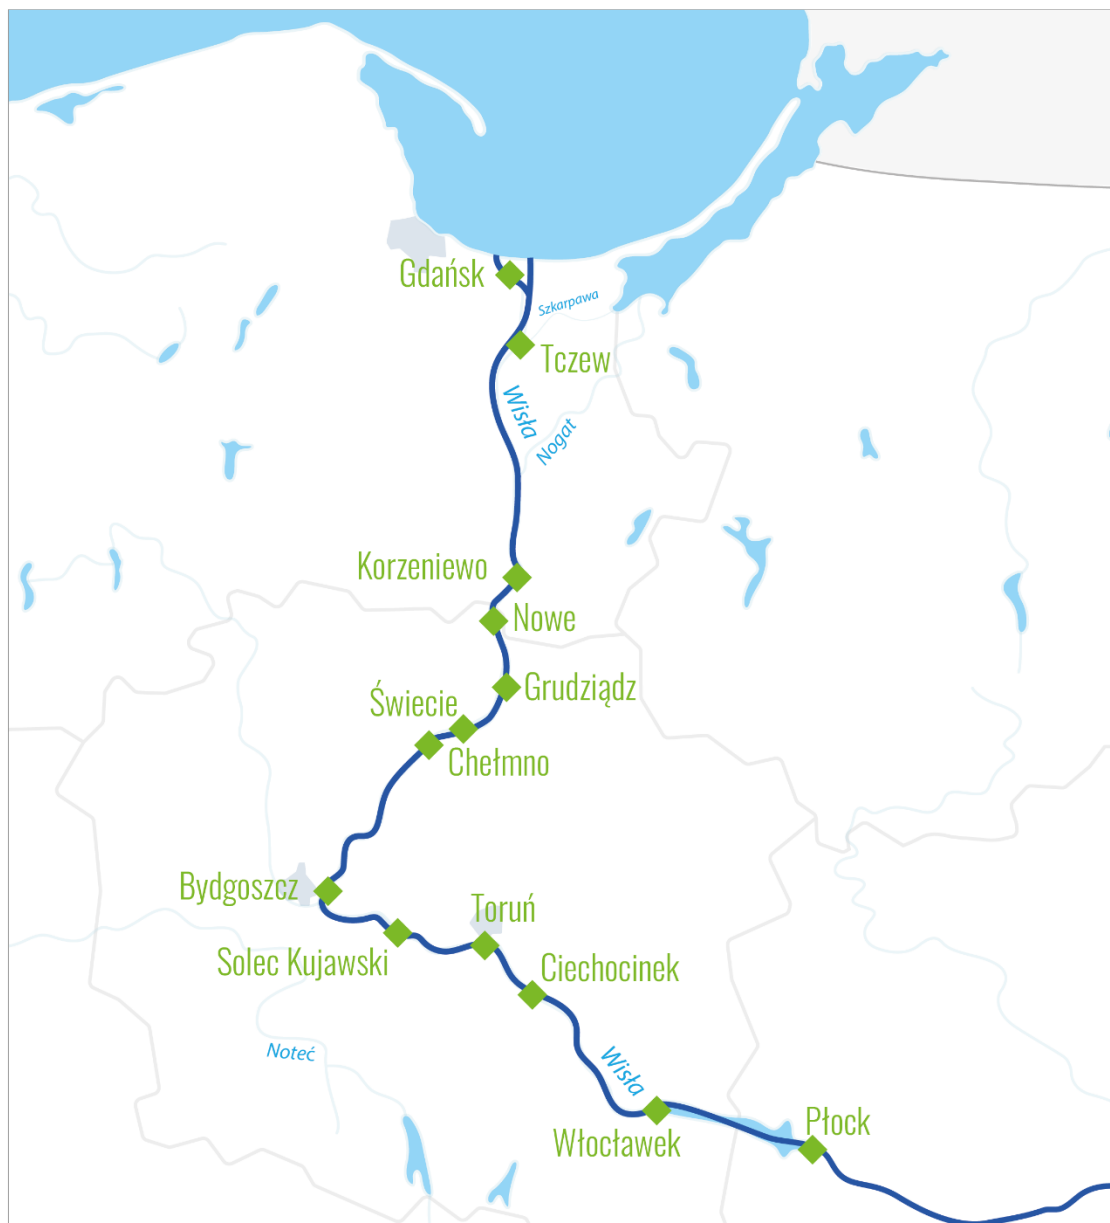 Gdańsk
Szkarpawa
Tczew
Wisła
Nogat
Korzeniewo
Nowe
Grudziądz
Świecie
Chełmno
Bydgoszcz
Toruń
Solec Kujawski
Ciechocinek
Noteć
Wisła
Płock
Włocławek